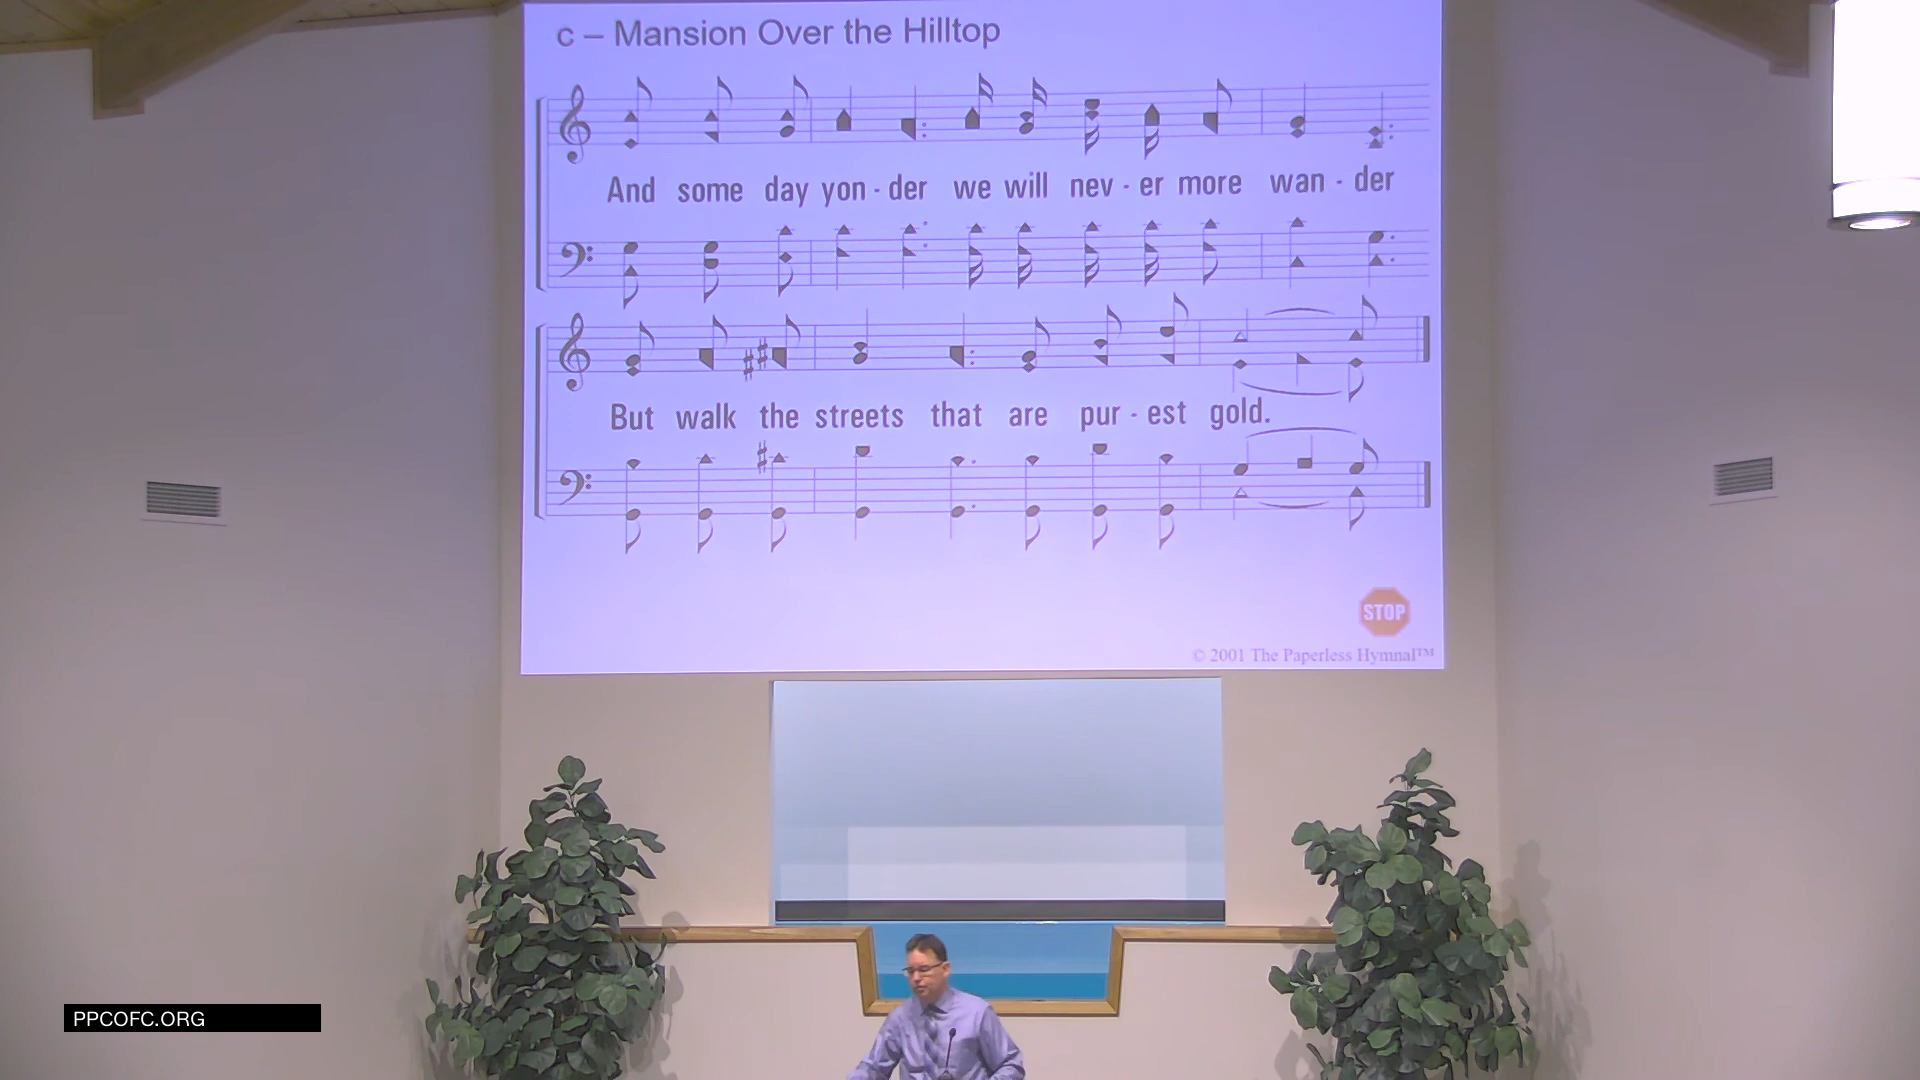 c – Mansion Over the Hilltop
And some day yon - der we will nev - er more wan - der
But walk the streets that are pur - est gold.
STOP
© 2001 The Paperless Hymnal™
PPCOFC.ORG